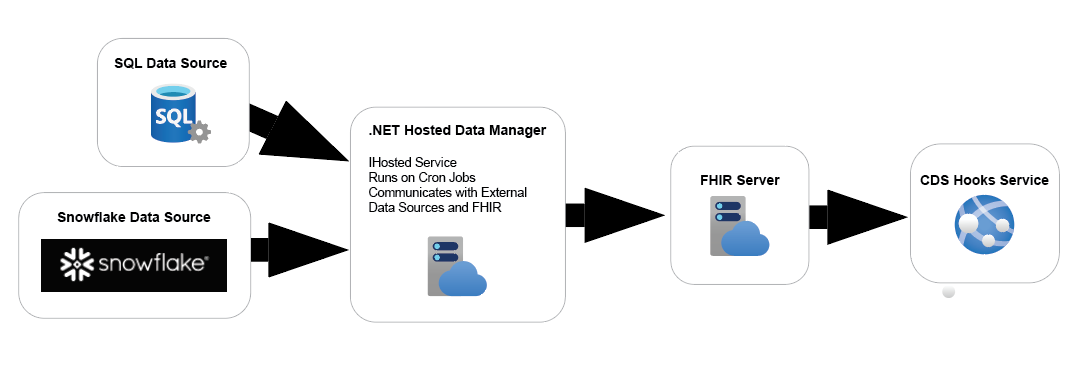 SQL Data Source
SQL
Snowflake Data Source
snowflake®
.NET Hosted Data Manager
IHosted Service
Runs on Cron Jobs
Communicates with External
Data Sources and FHIR
FHIR Server
CDS Hooks Service